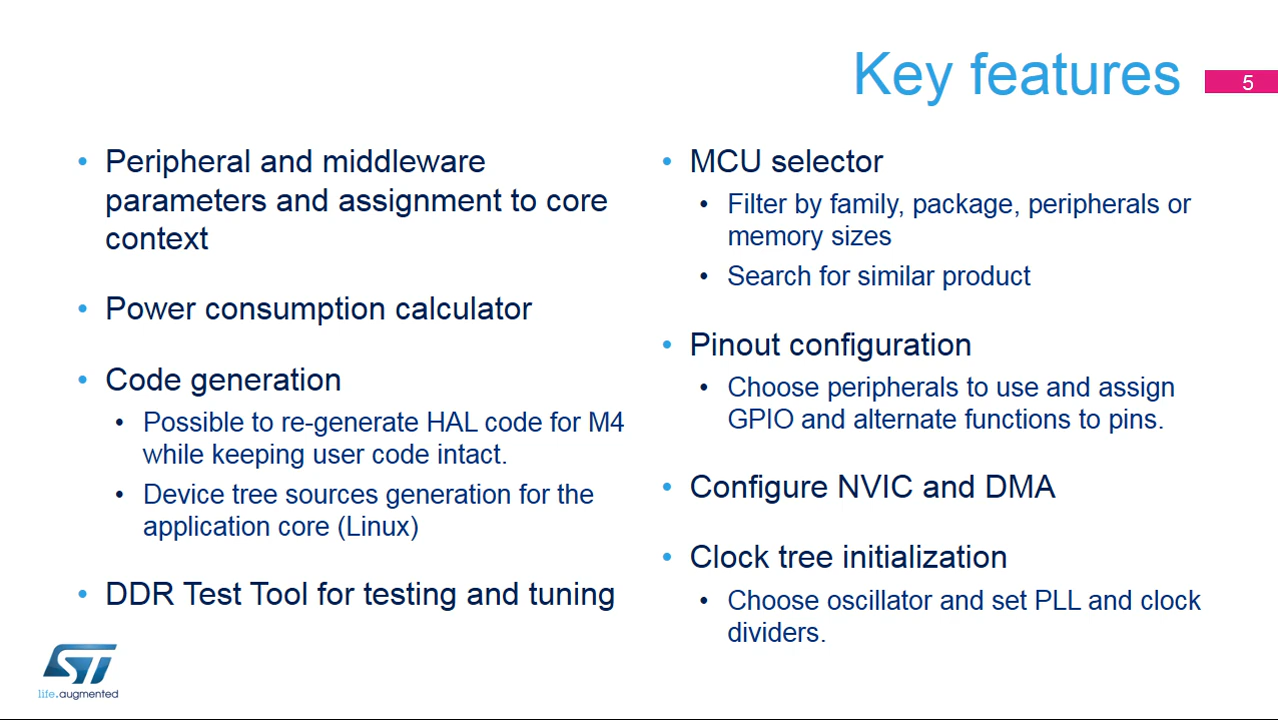 Key features
5
• Peripheral and middleware
parameters and assignment to core
context
• Power consumption calculator
• Code generation
• Possible to re-generate HAL code for M4
while keeping user code intact.
• Device tree sources generation for the
application core (Linux)
• DDR Test Tool for testing and tuning
• MCU selector
• Filter by family, package, peripherals or
memory sizes
• Search for similar product
• Pinout configuration
• Choose peripherals to use and assign
GPIO and alternate functions to pins.
• Configure NVIC and DMA
• Clock tree initialization
• Choose oscillator and set PLL and clock
dividers.
ST
life.augmented